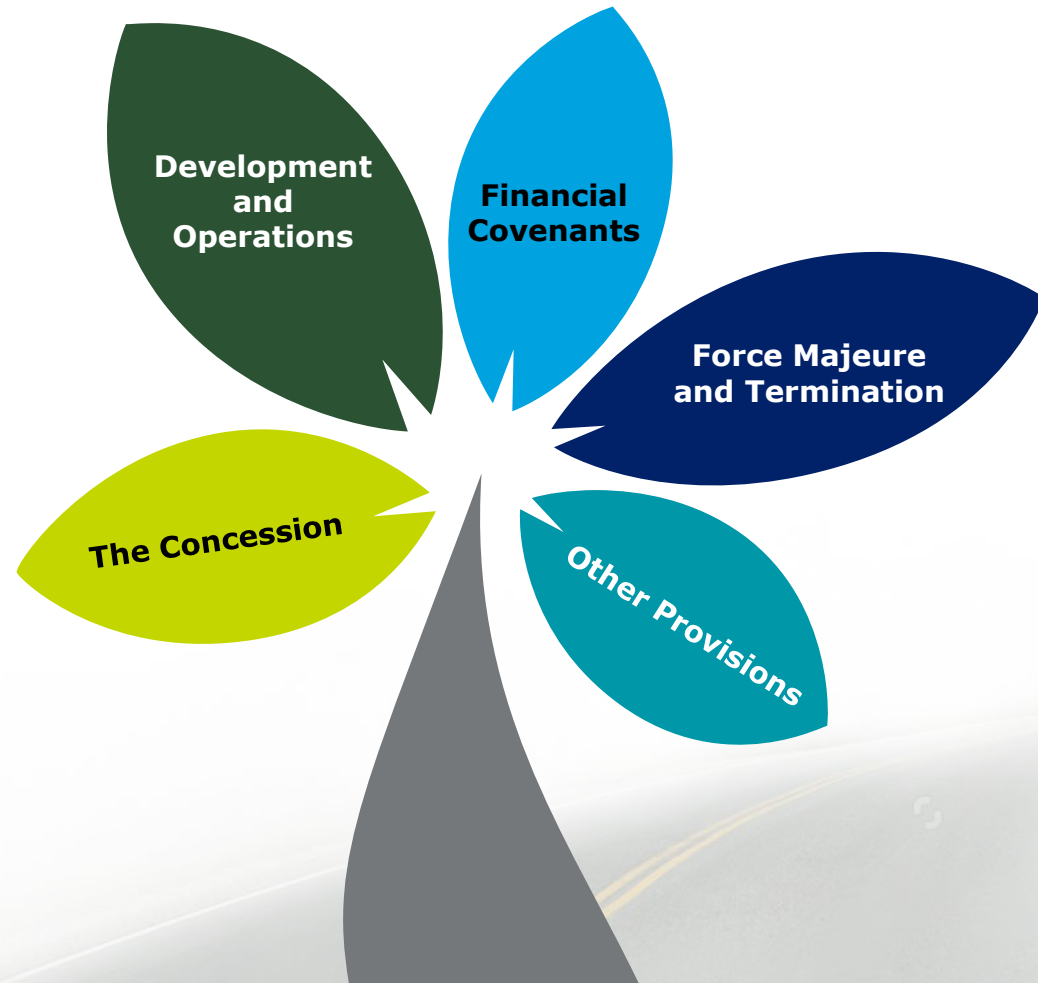 Development
and
Operations
Financial
Covenants
Force Majeure
and Termination
The Concession
Other Provisions